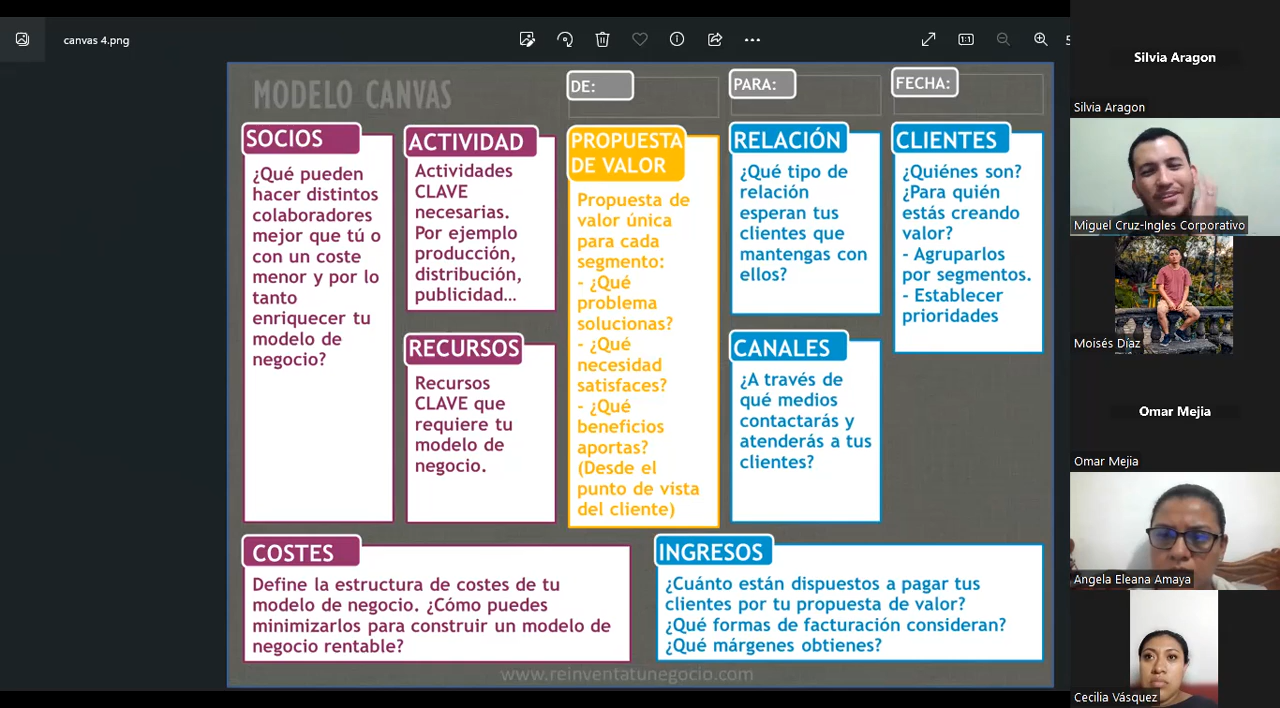 canvas 4.png
1:1
5
MODELO CANVAS
DE:
PARA:
FECHA:
SOCIOS
¿Qué pueden
hacer distintos
colaboradores
mejor que tú o
con un coste
menor y por lo
tanto
enriquecer tu
modelo de
negocio?
ACTIVIDAD
Actividades
CLAVE
necesarias.
Por ejemplo
producción,
distribución,
publicidad...
RECURSOS
Recursos
CLAVE que
requiere tu
modelo de
negocio.
PROPUESTA
DE VALOR
Propuesta de
valor única
para cada
segmento:
- ¿Qué
problema
solucionas?
- ¿Qué
necesidad
satisfaces?
- ¿Qué
beneficios
aportas?
(Desde el
punto de vista
del cliente)
RELACIÓN
¿Qué tipo de
relación
esperan tus
clientes que
mantengas con
ellos?
CANALES
¿A través de
qué medios
contactarás y
atenderás a tus
clientes?
CLIENTES
¿Quiénes son?
¿Para quién
estás creando
valor?
- Agruparlos
por segmentos.
- Establecer
prioridades
COSTES
Define la estructura de costes de tu
modelo de negocio. ¿Cómo puedes
minimizarlos para construir un modelo de
negocio rentable?
INGRESOS
¿Cuánto están dispuestos a pagar tus
clientes por tu propuesta de valor?
¿Qué formas de facturación consideran?
¿Qué márgenes obtienes?
www.reinventatunegocio.com
Silvia Aragon
Silvia Aragon
Miguel Cruz-Ingles Corporativo
Moisés Díaz
Omar Mejia
Omar Mejia
Angela Eleana Amaya
Cecilia Vásquez